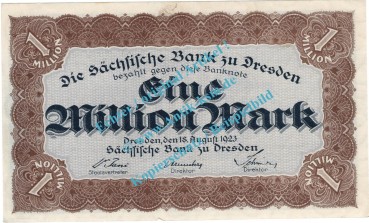 1 1
MILLION MILLION
Die Sächsische Bank zu Dresden
bezahlt gegen diese Banknote
Eine
Million Mark
Dresden, den 18. August 1923
Sächsische Bank zu Dresden
Staatsvertreter Direktor Direktor
MILLION MILLION
1 1